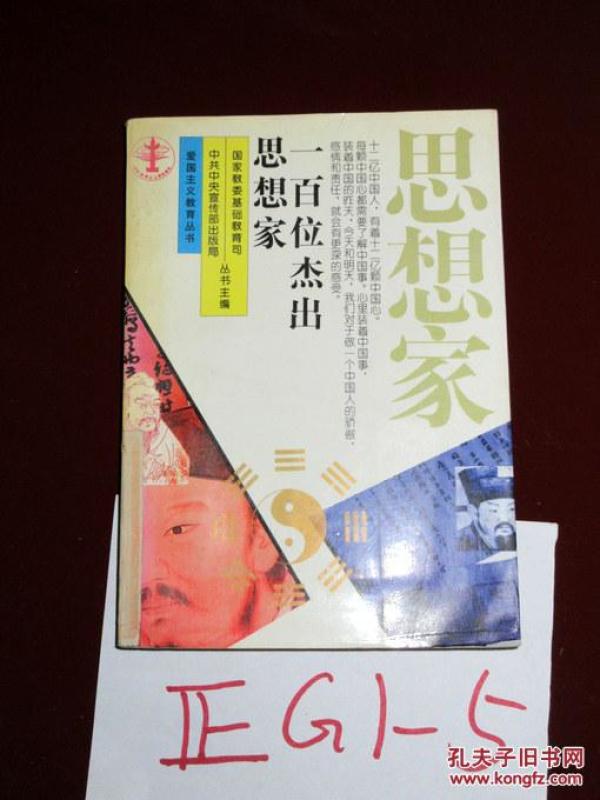 思想家
十二亿中国人,有着十二亿颗中国心。
每颗中国心都需要了解中国事。心里装着中国事,
装着中国的昨天、今天和明天,我们对于做一个中国人的骄傲、
感情和责任,就会有更深的感受。
一百位杰出
思想家
国家教委基础教育司
中共中央宣传部出版局
丛书主编
爱国主义教育丛书
正G1-5
孔夫子旧书网
www.kongfz.com